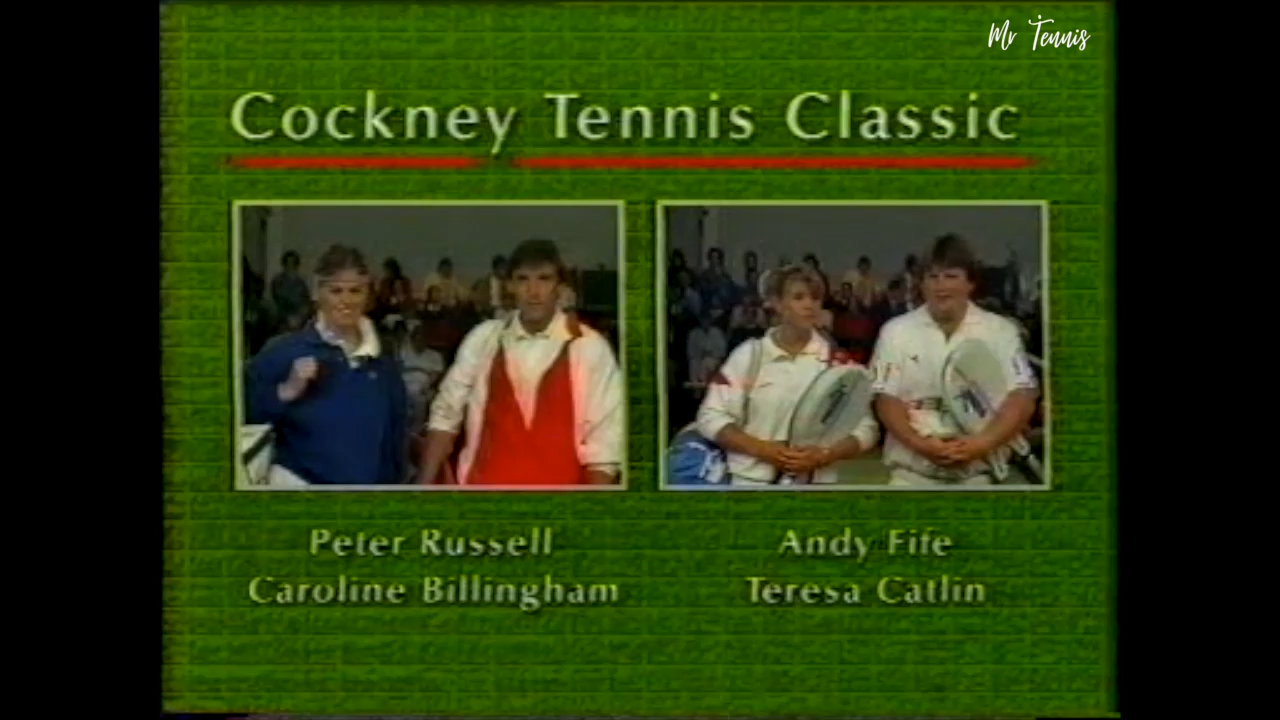 Mr Tennis
Cockney Tennis Classic
Peter Russell
Caroline Billingham
Andy Fife
Teresa Catlin